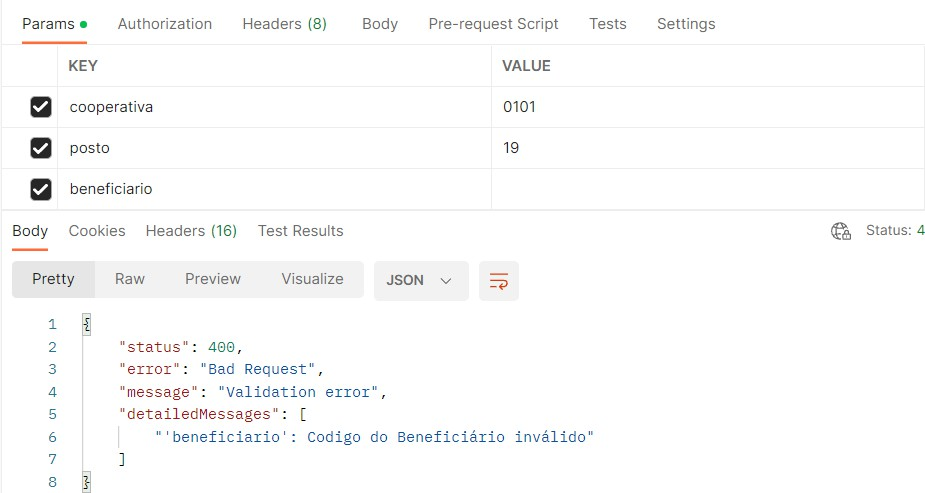 Params Authorization Headers (8) Body Pre-request Script Tests Settings
KEY VALUE
cooperativa 0101
posto 19
beneficiario
Body Cookies Headers (16) Test Results Status: 4
Pretty Raw Preview Visualize JSON
1 {
2 "status": 400,
3 "error": "Bad Request",
4 "message": "Validation error",
5 "detailedMessages": [
6 "'beneficiario': Codigo do Beneficiário inválido"
7 ]
8 }